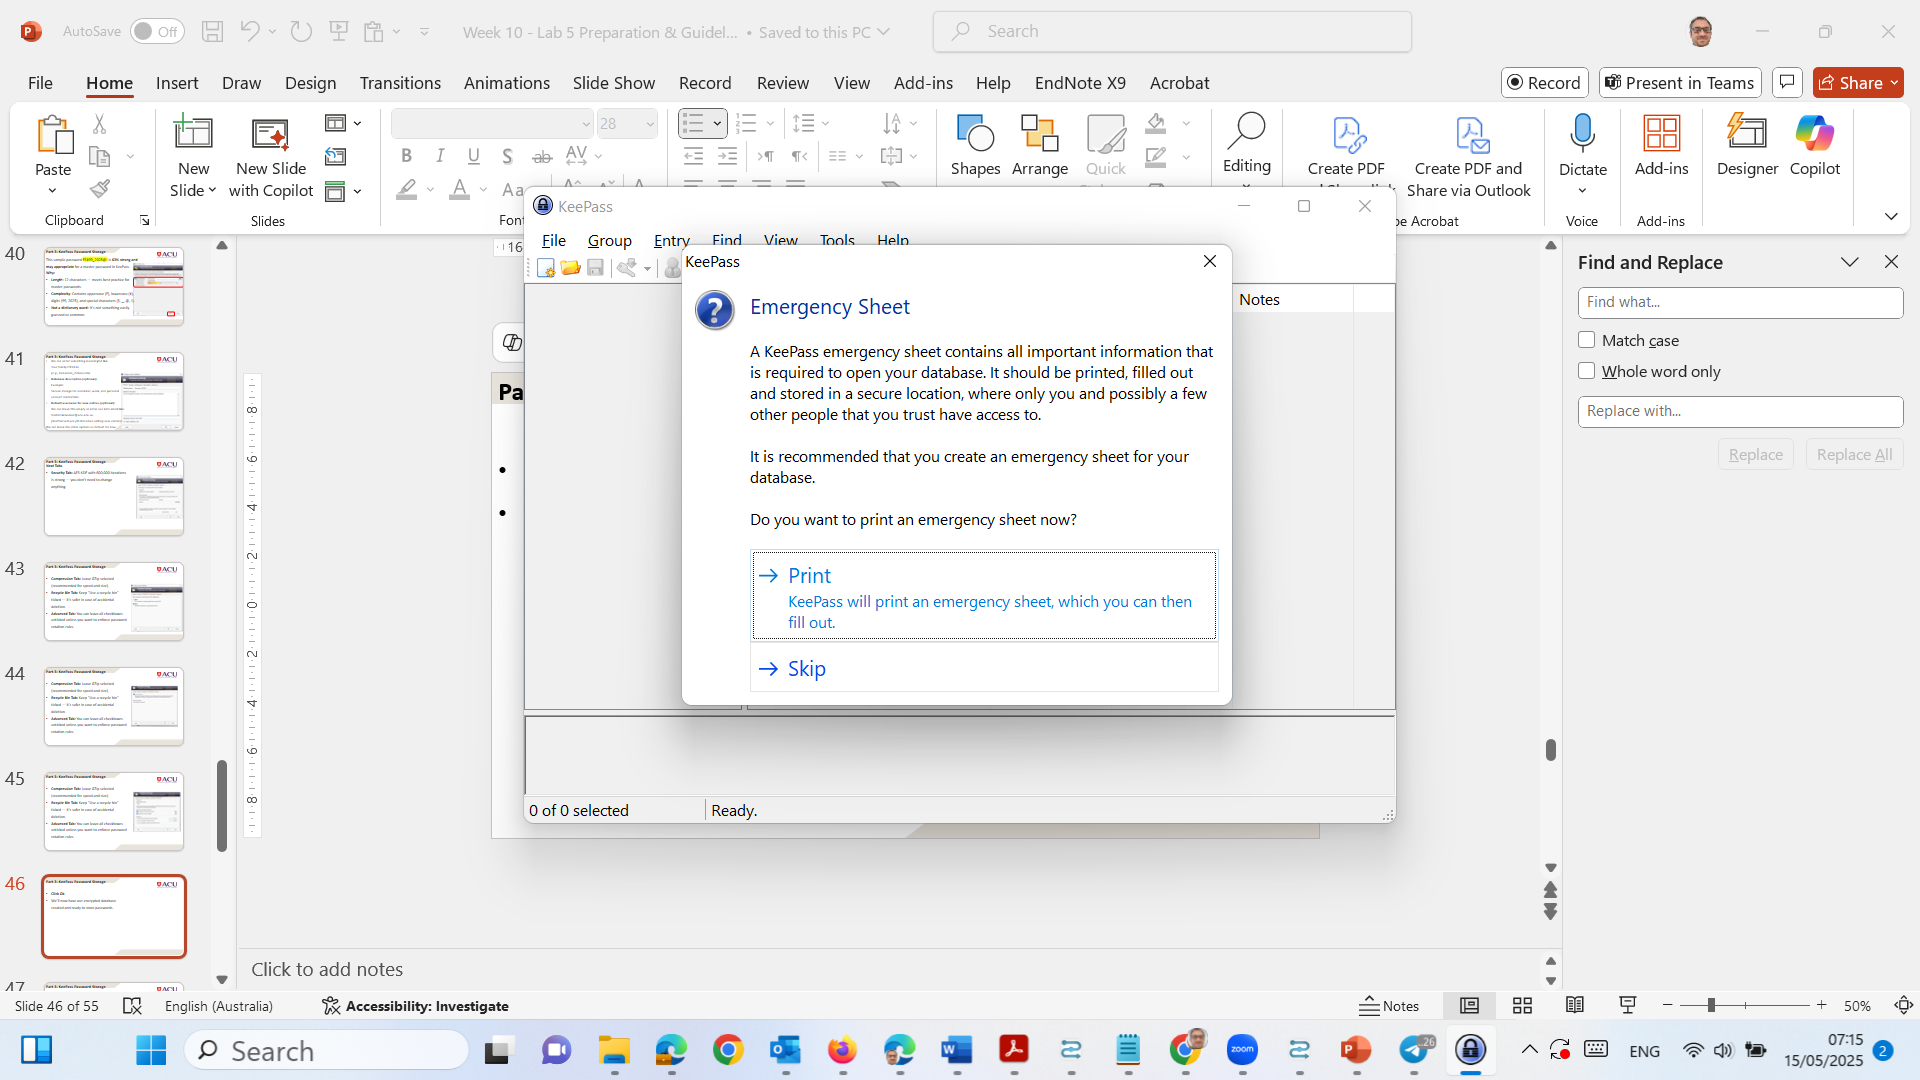 AutoSave Off Week 10 - Lab 5 Preparation & Guidel... • Saved to this PC Search
File Home Insert Draw Design Transitions Animations Slide Show Record Review View Add-ins Help EndNote X9 Acrobat Record Present in Teams Share
Paste
Clipboard
New
Slide
New Slide
with Copilot
Slides
28
Shapes
Arrange
Quick
Editing
Create PDF
Create PDF and
Share via Outlook
Dictate
Voice
Add-ins
Add-ins
Designer
Copilot
KeePass
File Group Entry Find View Tools Help
Notes
KeePass
Emergency Sheet
A KeePass emergency sheet contains all important information that
is required to open your database. It should be printed, filled out
and stored in a secure location, where only you and possibly a few
other people that you trust have access to.
It is recommended that you create an emergency sheet for your
database.
Do you want to print an emergency sheet now?
Print
KeePass will print an emergency sheet, which you can then
fill out.
Skip
0 of 0 selected Ready.
Find and Replace
Find what...
Match case
Whole word only
Replace with...
Replace Replace All
40
41
42
43
44
45
46
47
Click to add notes
Slide 46 of 55 English (Australia) Accessibility: Investigate Notes 50%
Search
zoom
ENG
07:15
15/05/2025
2